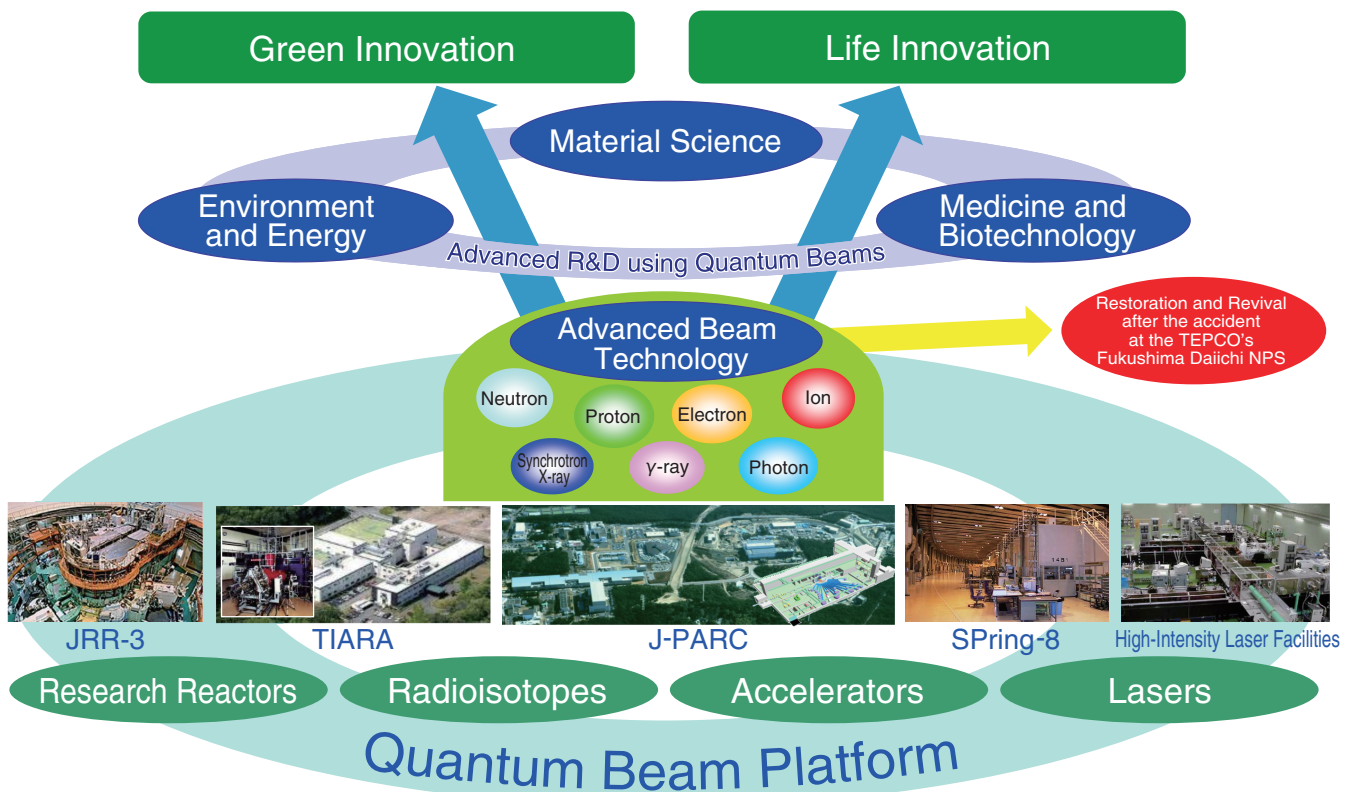 Green Innovation
Life Innovation
Material Science
Environment
and Energy
Medicine and
Biotechnology
Advanced R&D using Quantum Beams
Advanced Beam
Technology
Restoration and Revival
after the accident
at the TEPCO's
Fukushima Daiichi NPS
Neutron
Proton
Electron
Ion
Synchrotron
X-ray
γ-ray
Photon
JRR-3
TIARA
J-PARC
SPring-8
High-Intensity Laser Facilities
Research Reactors
Radioisotopes
Accelerators
Lasers
Quantum Beam Platform